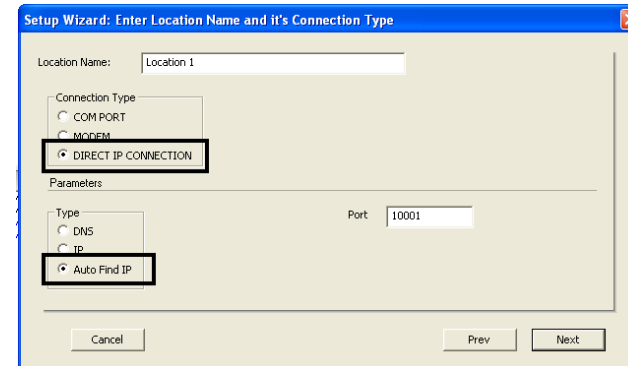 Setup Wizard: Enter Location Name and it's Connection Type
Location Name: Location 1
Connection Type
COM PORT
MODEM
DIRECT IP CONNECTION
Parameters
Type
Port 10001
DNS
IP
Auto Find IP
Cancel Prev Next